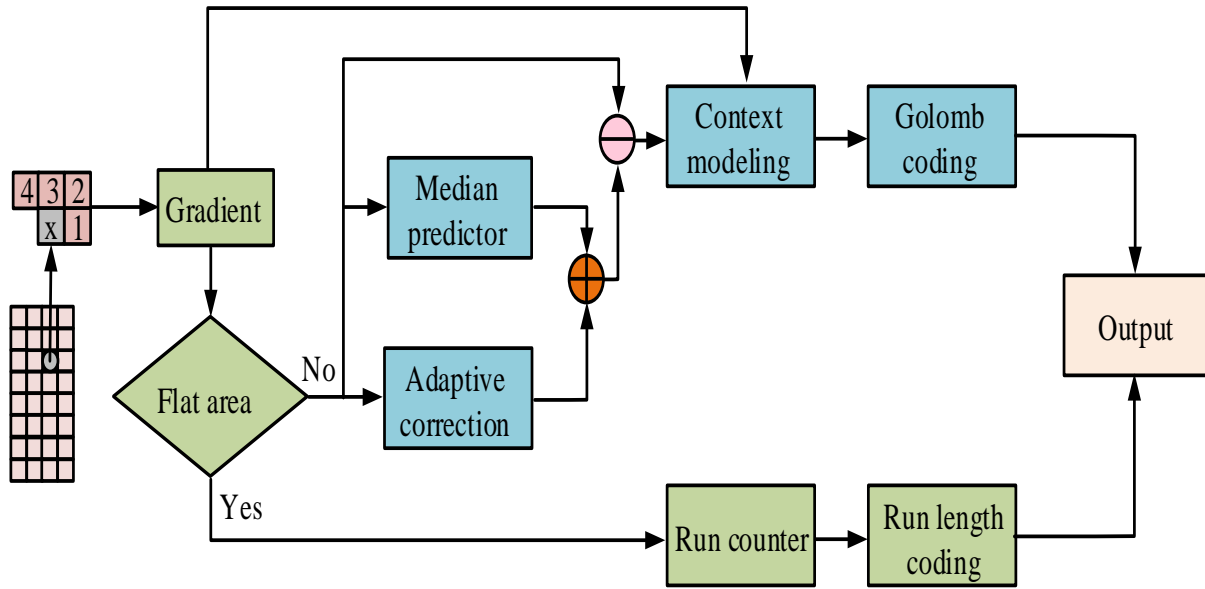 Context
modeling
Golomb
coding
4 3 2
x 1
Gradient
Median
predictor
Output
No
Flat area
Adaptive
correction
Yes
Run counter
Run length
coding